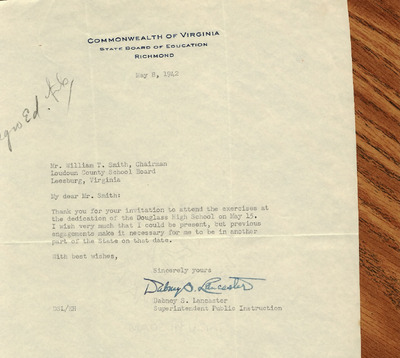 COMMONWEALTH OF VIRGINIA
STATE BOARD OF EDUCATION
RICHMOND
May 8, 1942
Mr. William T. Smith, Chairman
Loudoun County School Board
Leesburg, Virginia
My dear Mr. Smith:
Thank you for your invitation to attend the exercises at
the dedication of the Douglass High School on May 15.
I wish very much that I could be present, but previous
engagements make it necessary for me to be in another
part of the State on that date.
With best wishes,
Sincerely yours
Dabney S. Lancaster
Dabney S. Lancaster
Superintendent Public Instruction